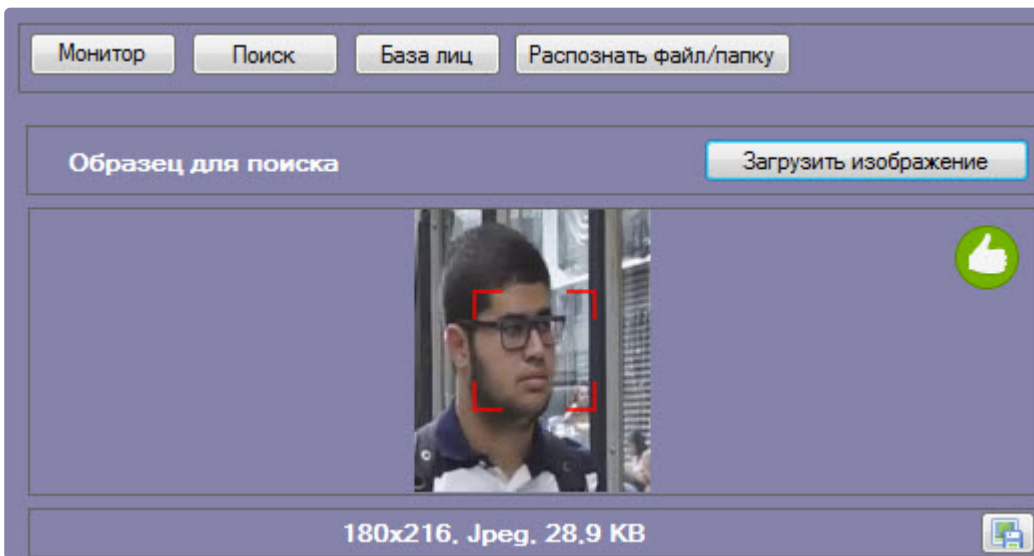 Монитор Поиск База лиц Распознать файл/папку
Образец для поиска Загрузить изображение
180x216, Jpeg, 28,9 KB